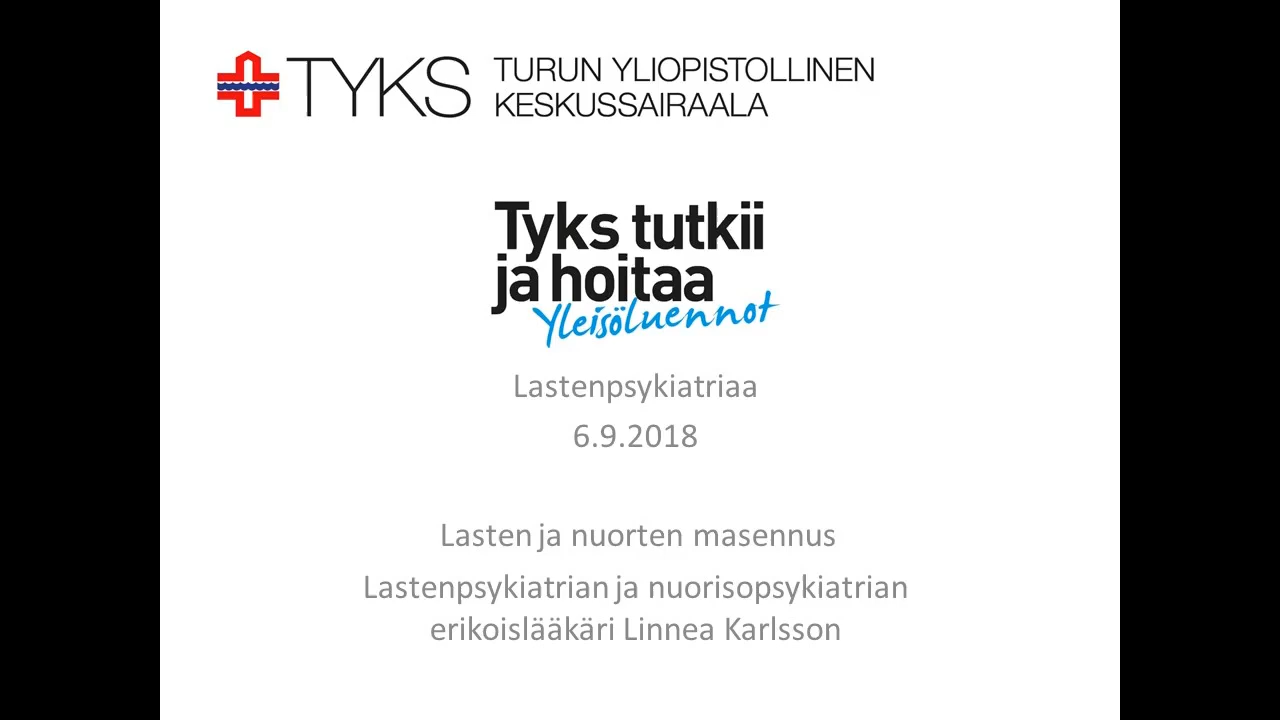 TYKS TURUN YLIOPISTOLLINEN
KESKUSSAIRAALA
Tyks tutkii
ja hoitaa
Yleisöluennot
Lastenpsykiatriaa
6.9.2018
Lasten ja nuorten masennus
Lastenpsykiatrian ja nuorisopsykiatrian
erikoislääkäri Linnea Karlsson